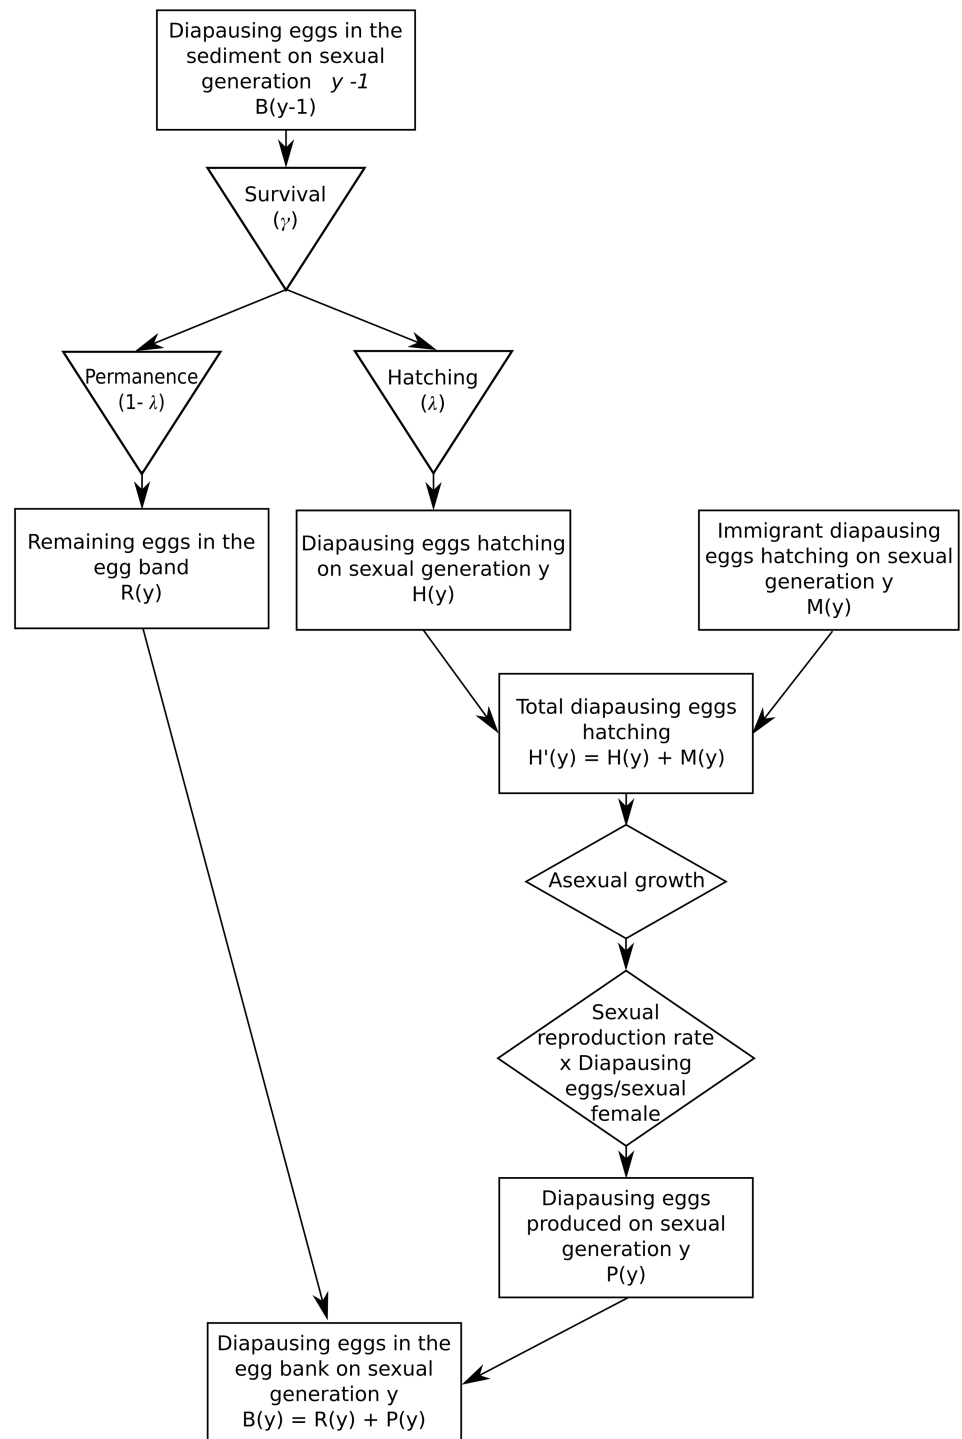 Diapausing eggs in the
sediment on sexual
generation y -1
B(y-1)
Survival
(γ)
Permanence
(1- λ)
Hatching
(λ)
Remaining eggs in the
egg band
R(y)
Diapausing eggs hatching
on sexual generation y
H(y)
Immigrant diapausing
eggs hatching on sexual
generation y
M(y)
Total diapausing eggs
hatching
H'(y) = H(y) + M(y)
Asexual growth
Sexual
reproduction rate
x Diapausing
eggs/sexual
female
Diapausing eggs
produced on sexual
generation y
P(y)
Diapausing eggs in the
egg bank on sexual
generation y
B(y) = R(y) + P(y)